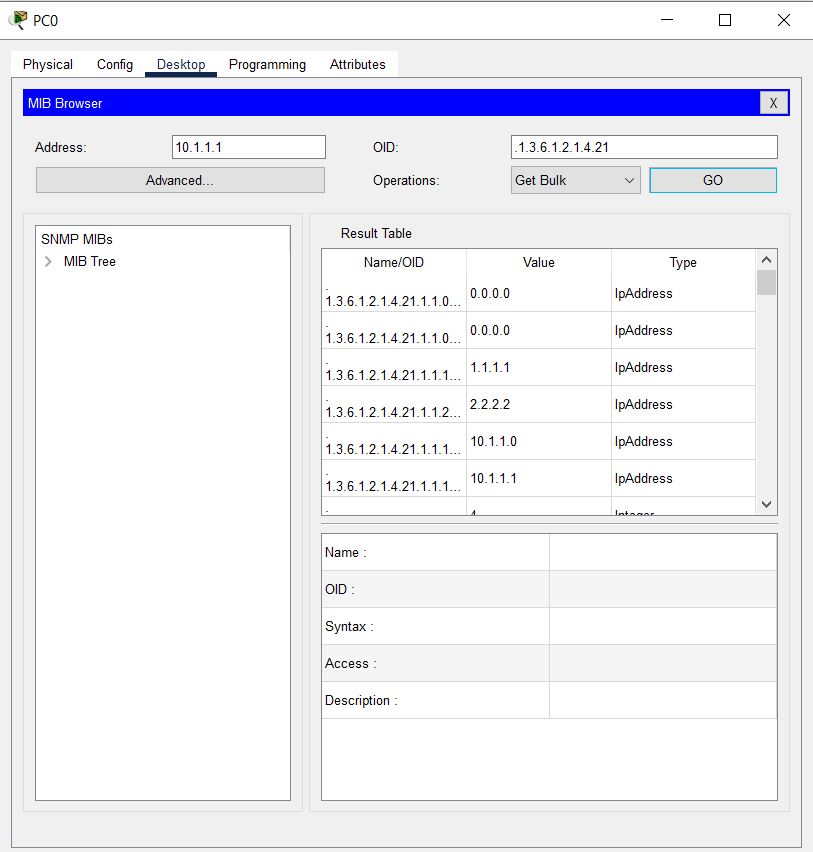 PC0
Physical Config Desktop Programming Attributes
MIB Browser X
Address: 10.1.1.1 OID: .1.3.6.1.2.1.4.21
Advanced... Operations: Get Bulk GO
SNMP MIBs
MIB Tree
Result Table
Name/OID Value Type
.
1.3.6.1.2.1.4.21.1.1.0... 0.0.0.0 IpAddress
.
1.3.6.1.2.1.4.21.1.1.0... 0.0.0.0 IpAddress
.
1.3.6.1.2.1.4.21.1.1.1... 1.1.1.1 IpAddress
.
1.3.6.1.2.1.4.21.1.1.2... 2.2.2.2 IpAddress
.
1.3.6.1.2.1.4.21.1.1.1... 10.1.1.0 IpAddress
.
1.3.6.1.2.1.4.21.1.1.1... 10.1.1.1 IpAddress
. 4 Integer
Name :
OID :
Syntax :
Access :
Description :